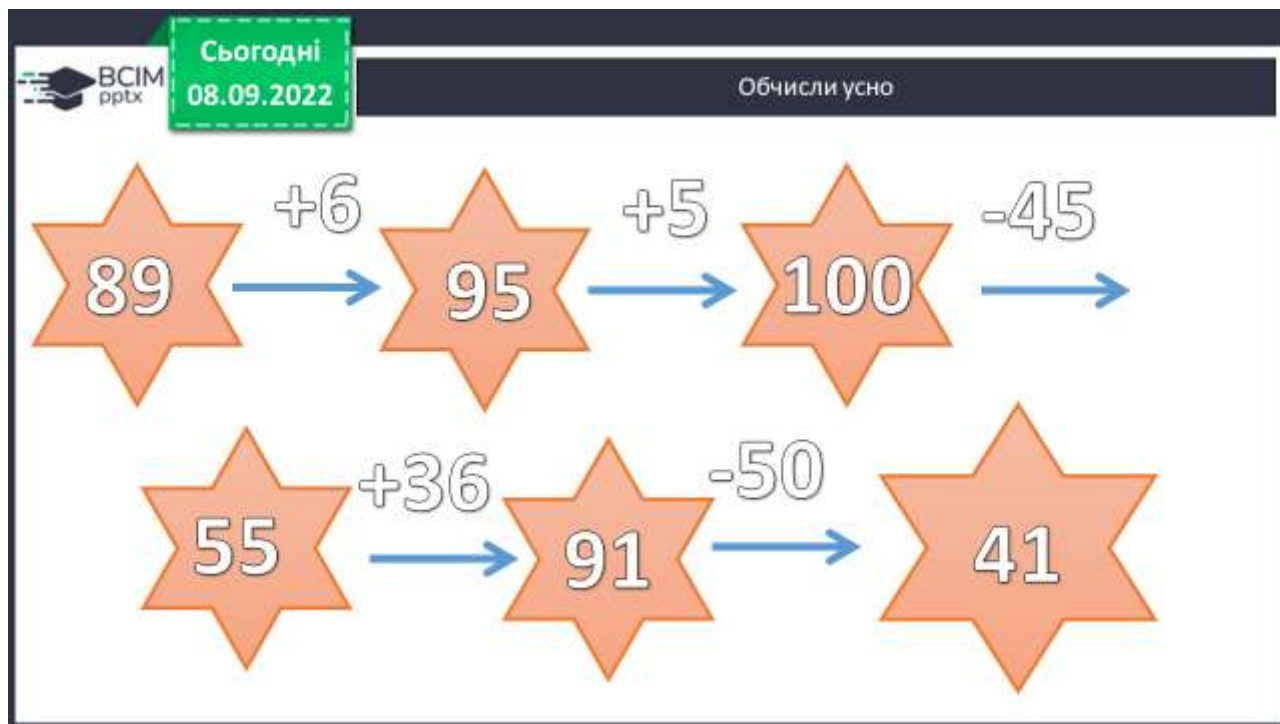 Сьогодні
08.09.2022
ВСІМ
pptx
Обчисли усно
89 +6 95 +5 100 -45
55 +36 91 -50 41